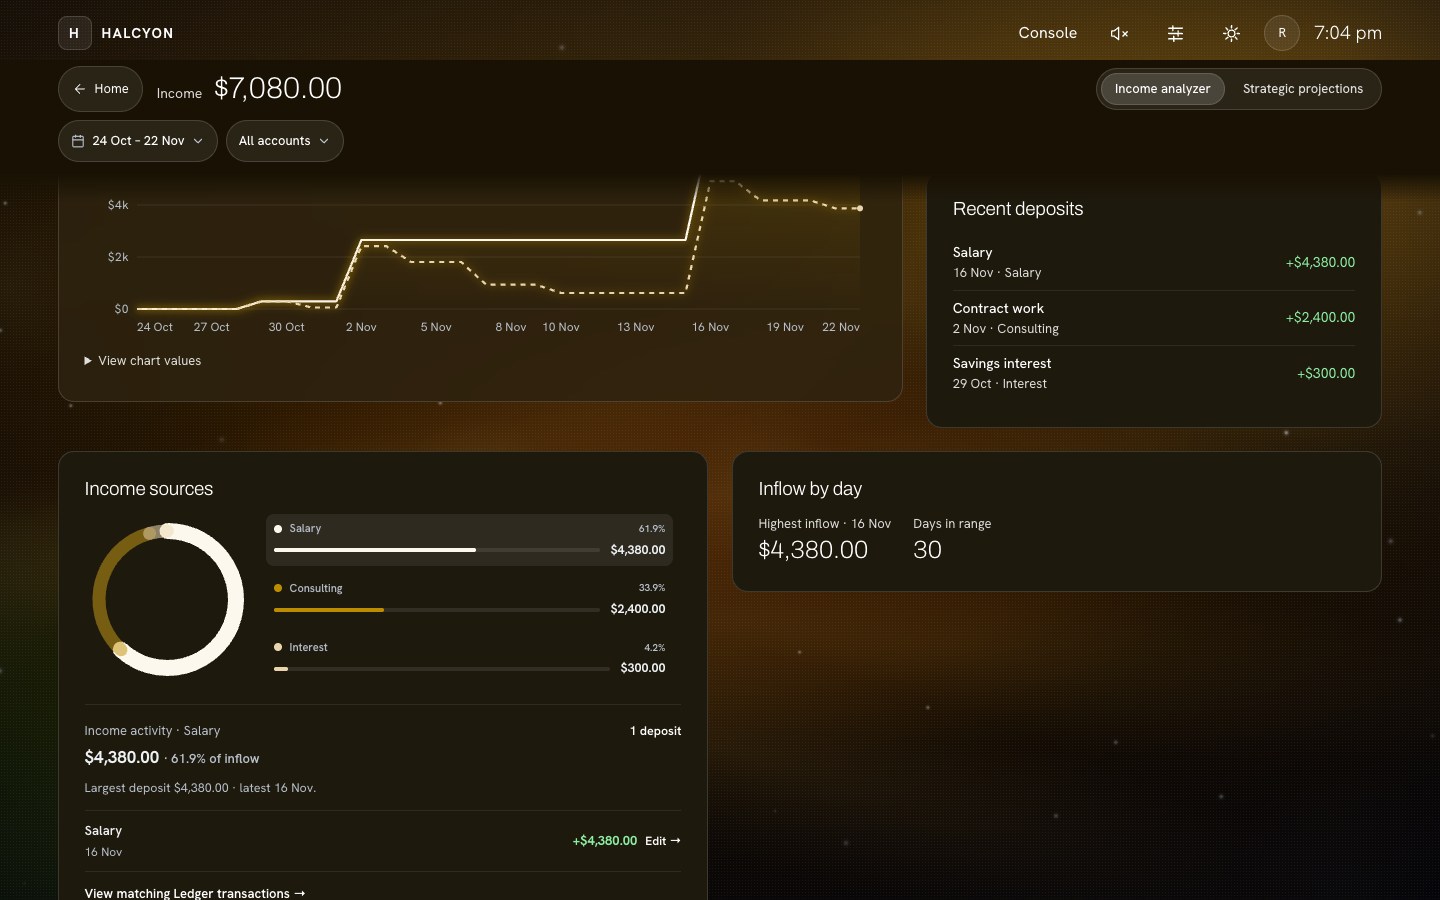 H HALCYON
Console
R
7:04 pm
← Home
Income $7,080.00
Income analyzer
Strategic projections
24 Oct – 22 Nov
All accounts
$4k
$2k
$0
24 Oct 27 Oct 30 Oct 2 Nov 5 Nov 8 Nov 10 Nov 13 Nov 16 Nov 19 Nov 22 Nov
▶ View chart values
Recent deposits
Salary
16 Nov · Salary
+$4,380.00
Contract work
2 Nov · Consulting
+$2,400.00
Savings interest
29 Oct · Interest
+$300.00
Income sources
Salary 61.9%
$4,380.00
Consulting 33.9%
$2,400.00
Interest 4.2%
$300.00
Income activity · Salary 1 deposit
$4,380.00 · 61.9% of inflow
Largest deposit $4,380.00 · latest 16 Nov.
Salary
16 Nov
+$4,380.00 Edit →
View matching Ledger transactions →
Inflow by day
Highest inflow · 16 Nov
$4,380.00
Days in range
30